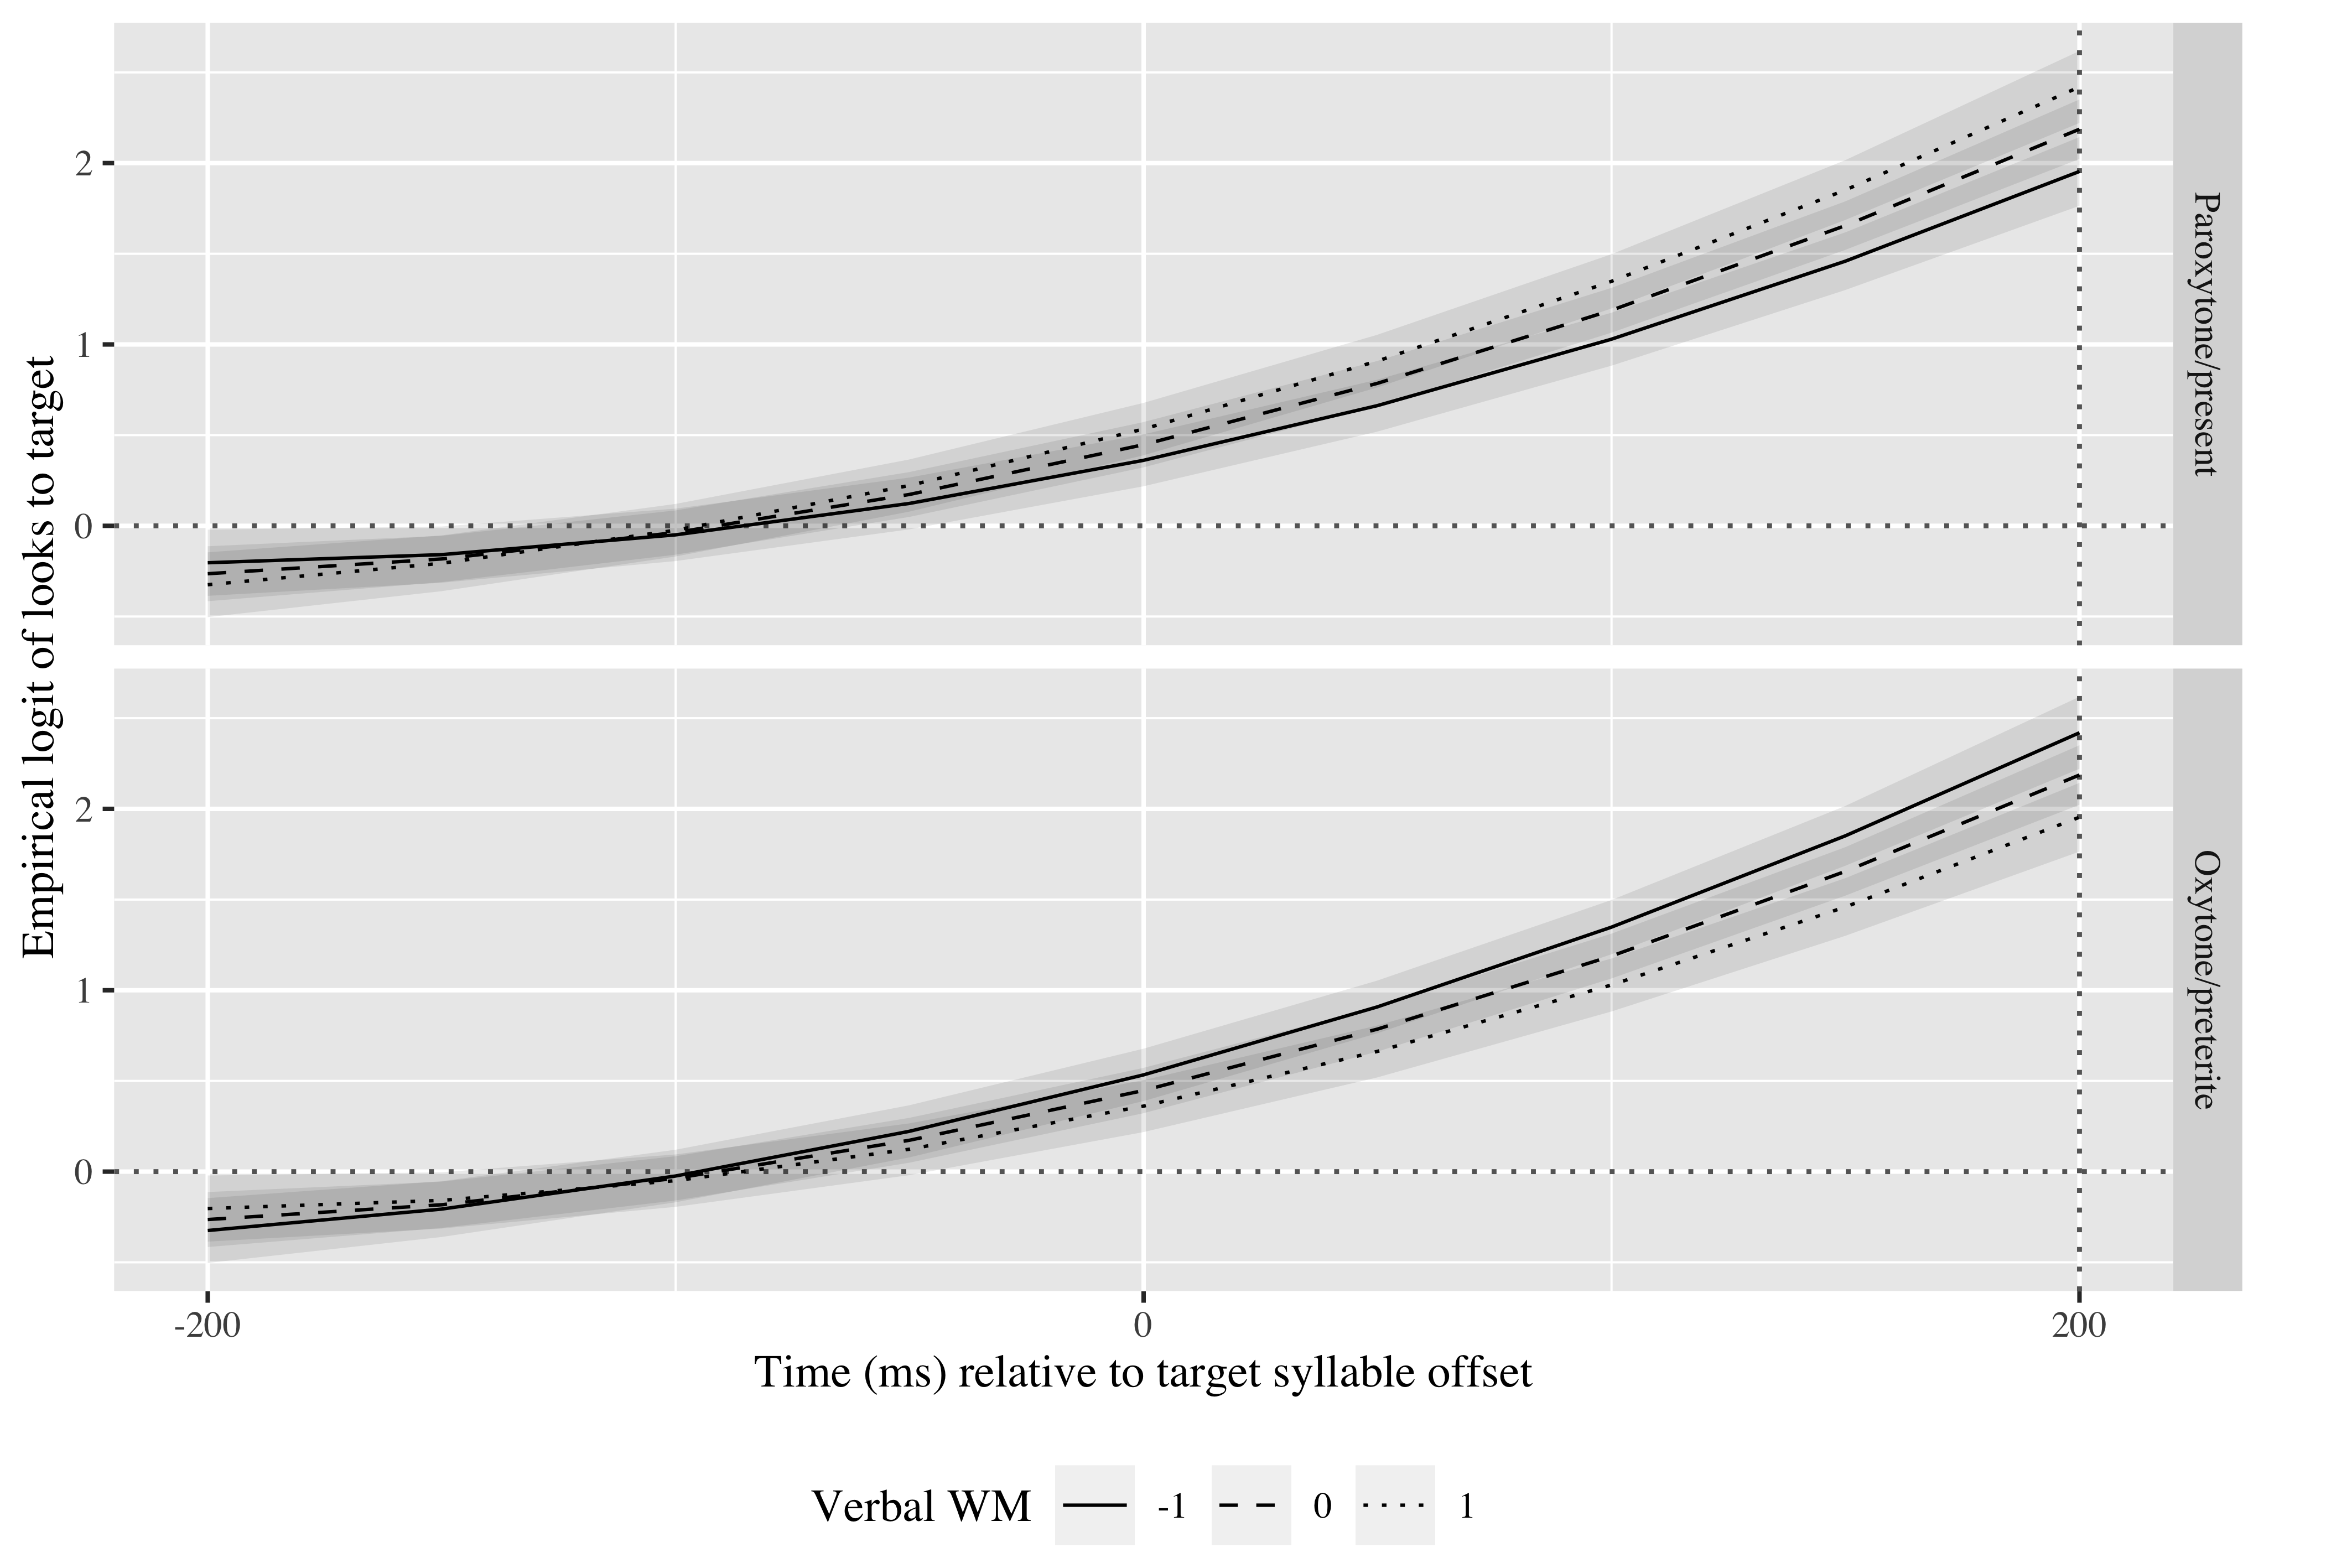 Empirical logit of looks to target
2
1
0
Paroxytone/present
2
1
0
Oxytone/preterite
-200 0 200
Time (ms) relative to target syllable offset
Verbal WM -1 0 1